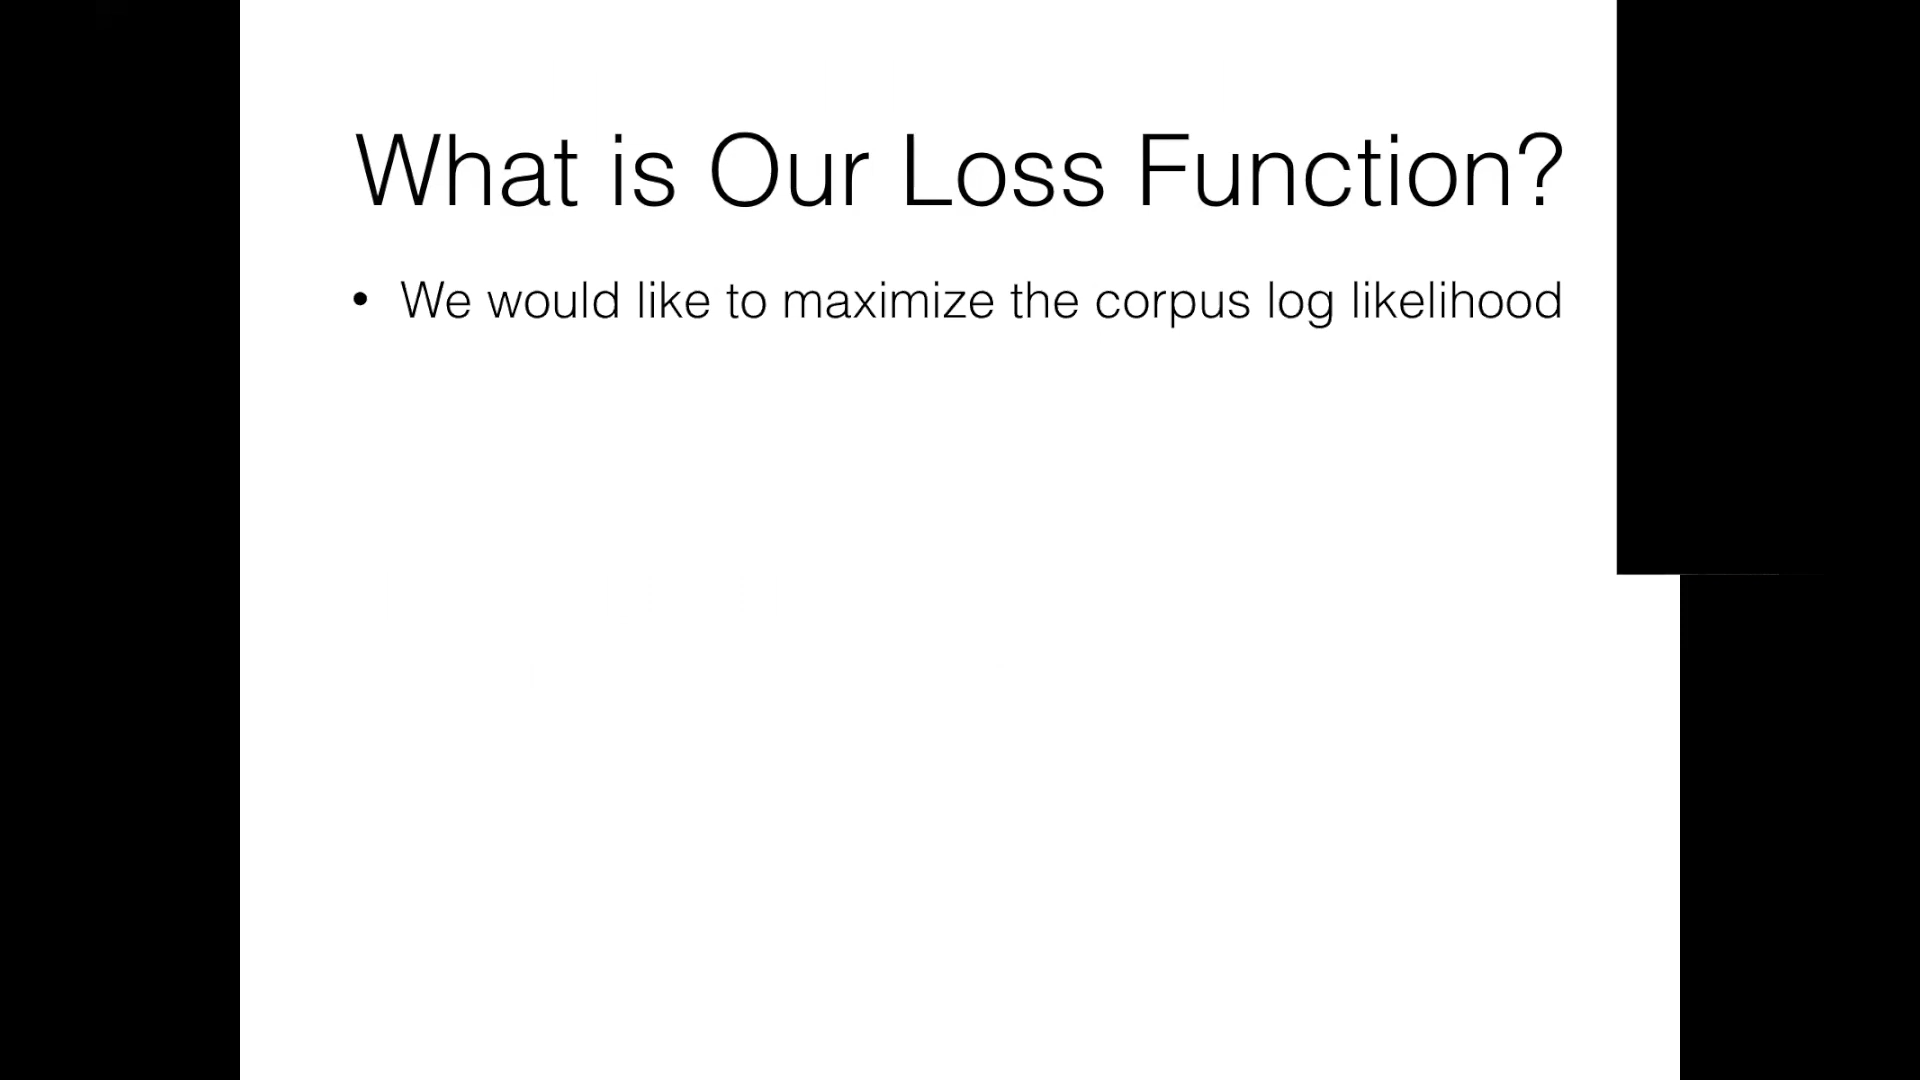 What is Our Loss Function?
• We would like to maximize the corpus log likelihood